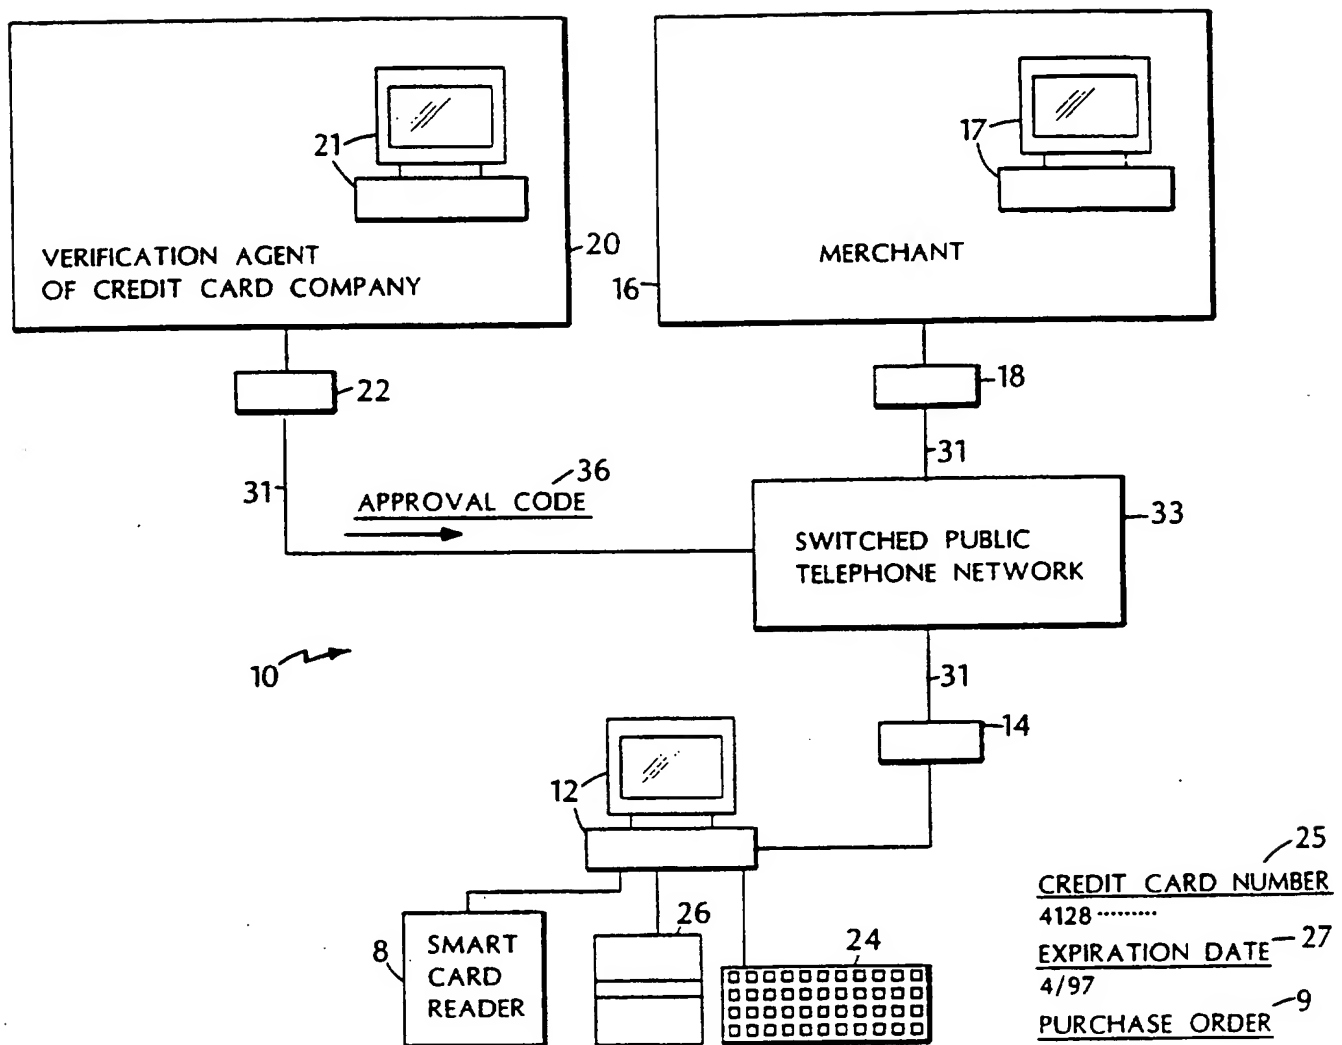 21
17
VERIFICATION AGENT
OF CREDIT CARD COMPANY
20
MERCHANT
16
22
18
31
31
36
APPROVAL CODE
33
SWITCHED PUBLIC
TELEPHONE NETWORK
10
31
14
12
25
CREDIT CARD NUMBER
4128 .........
8
SMART
CARD
READER
26
24
EXPIRATION DATE
27
4/97
9
PURCHASE ORDER